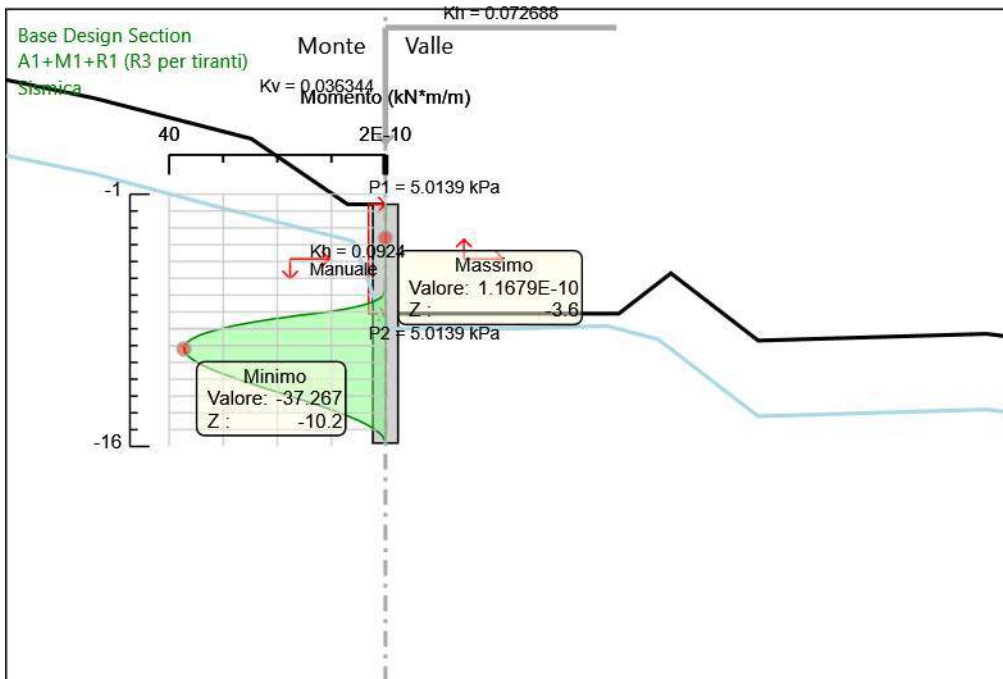 Kh = 0.072688
Base Design Section
A1+M1+R1 (R3 per tiranti)
Sismica
Monte
Valle
Kv = 0.036344
Momento (kN*m/m)
40
2E-10
-1
P1 = 5.0139 kPa
Kh = 0.0924
Manuale
Massimo
Valore: 1.1679E-10
Z : -3.6
P2 = 5.0139 kPa
Minimo
Valore: -37.267
Z : -10.2
-16